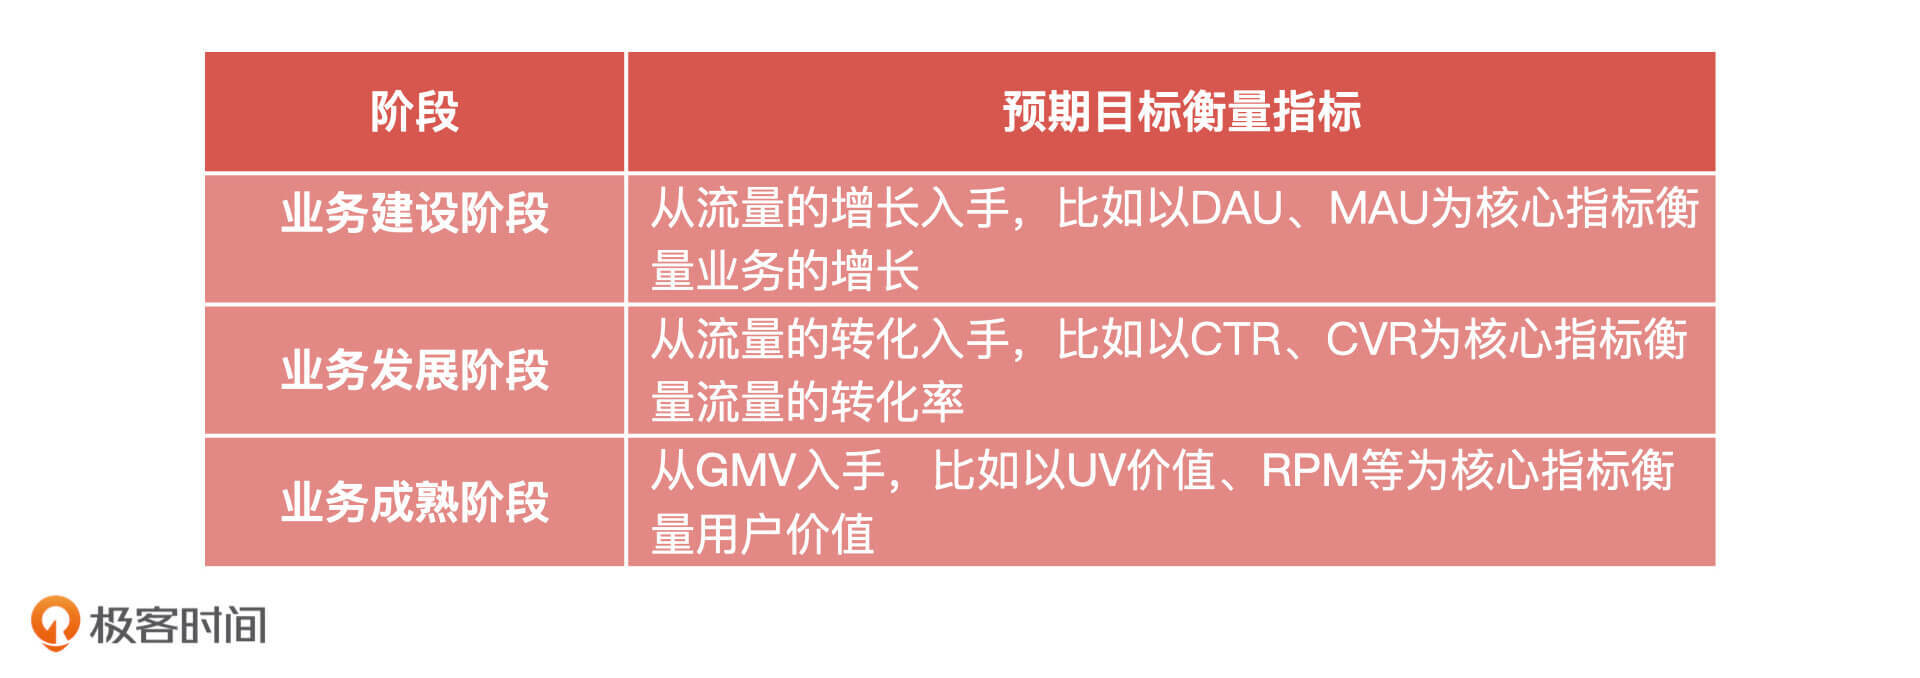 阶段
预期目标衡量指标
业务建设阶段
从流量的增长入手，比如以DAU、MAU为核心指标衡
量业务的增长
业务发展阶段
从流量的转化入手，比如以CTR、CVR为核心指标衡
量流量的转化率
业务成熟阶段
从GMV入手，比如以UV价值、RPM等为核心指标衡
量用户价值
极客时间